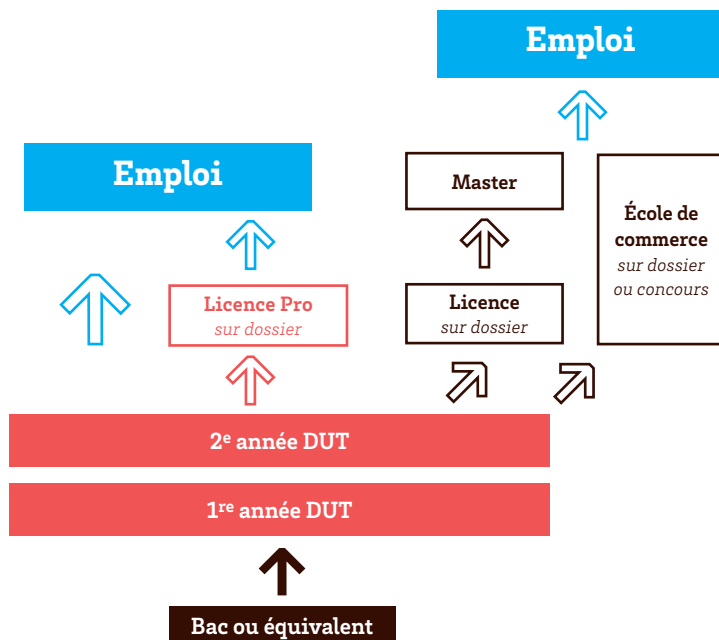 Emploi
Emploi
Master
École de
commerce
sur dossier
ou concours
Licence Pro
sur dossier
Licence
sur dossier
2e année DUT
1re année DUT
Bac ou équivalent